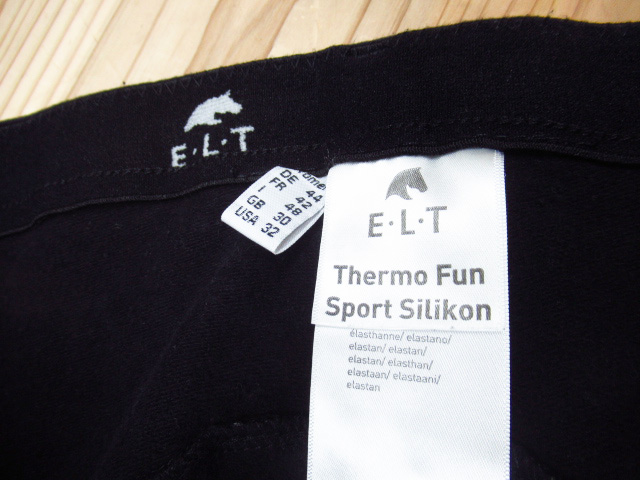 E·L·T
DE 44
FR 42
I 48
GB 30
USA 32
E·L·T
Thermo Fun
Sport Silikon
élasthanne/ elastano/
elastan/ elastan/
elastan/ elasthan/
elastaan/ elastaani/
elastan